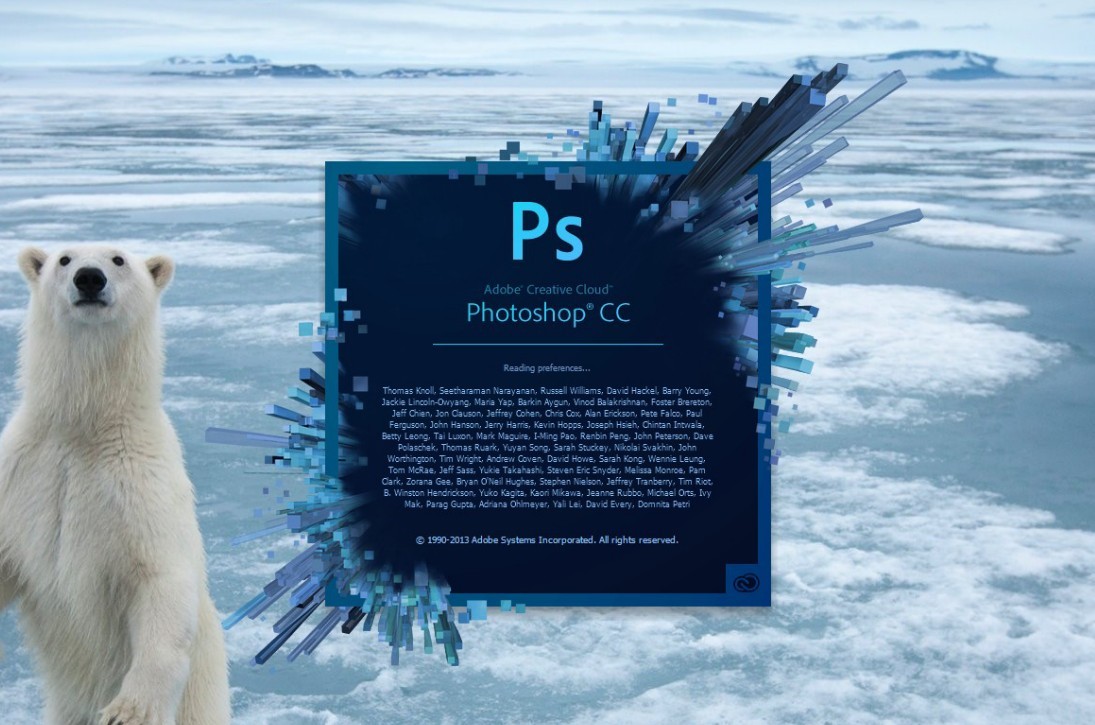 Ps
Adobe® Creative Cloud™
Photoshop® CC
Reading preferences...
Thomas Knoll, Seetharaman Narayanan, Russell Williams, David Hackel, Barry Young,
Jackie Lincoln-Owyang, Maria Yap, Barkin Aygun, Vinod Balakrishnan, Foster Brereton,
Jeff Chien, Jon Clauson, Jeffrey Cohen, Chris Cox, Alan Erickson, Pete Falco, Paul
Ferguson, John Hanson, Jerry Harris, Kevin Hopps, Joseph Hsieh, Chintan Intwala,
Betty Leong, Tai Luxon, Mark Maguire, I-Ming Pao, Renbin Peng, John Peterson, Dave
Polaschek, Thomas Ruark, Yuyan Song, Sarah Stuckey, Nikolai Svakhin, John
Worthington, Tim Wright, Andrew Coven, David Howe, Sarah Kong, Wennie Leung,
Tom McRae, Jeff Sass, Yukie Takahashi, Steven Eric Snyder, Melissa Monroe, Pam
Clark, Zorana Gee, Bryan O'Neil Hughes, Stephen Nielson, Jeffrey Tranberry, Tim Riot,
B. Winston Hendrickson, Yuko Kagita, Kaori Mikawa, Jeanne Rubbo, Michael Orts, Ivy
Mak, Parag Gupta, Adriana Ohlmeyer, Yali Lei, David Every, Domnita Petri
© 1990-2013 Adobe Systems Incorporated. All rights reserved.